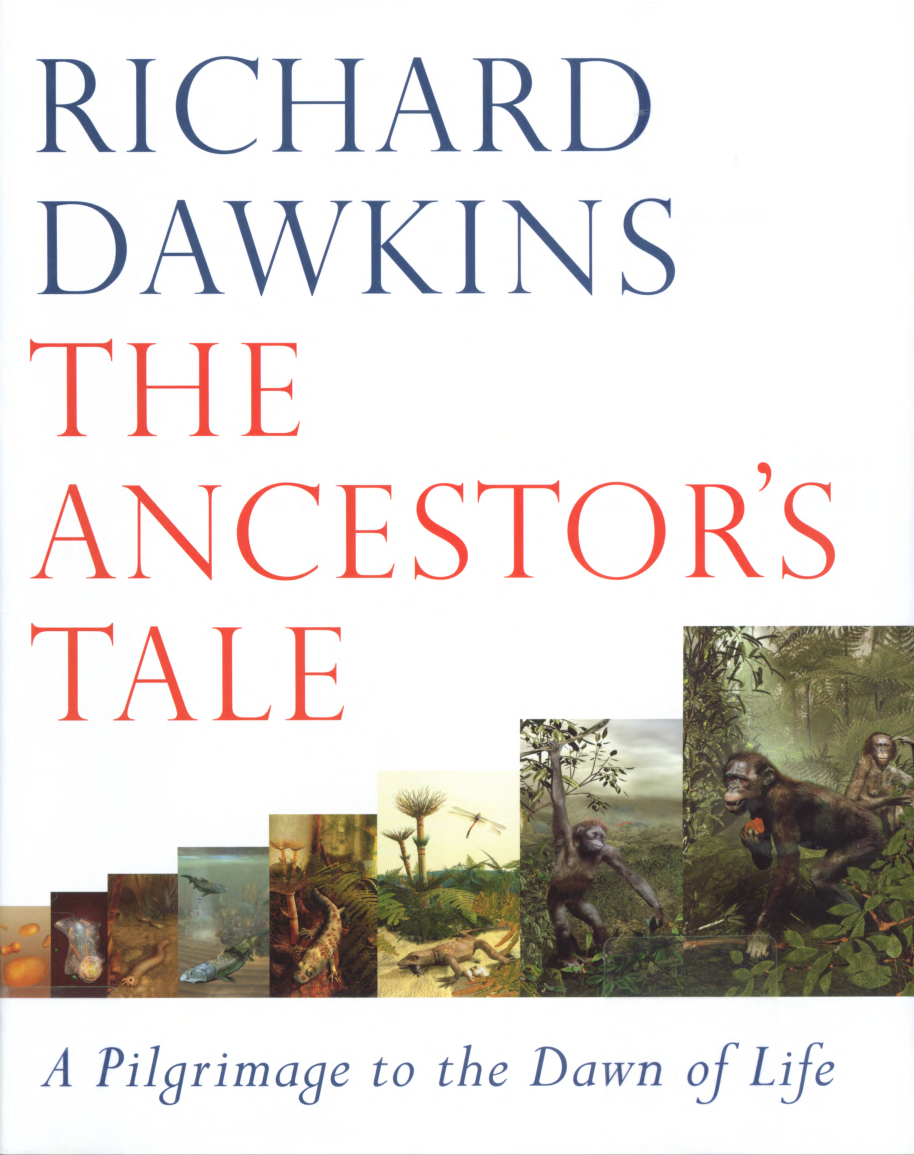 RICHARD
DAWKINS
THE
ANCESTOR'S
TALE
A Pilgrimage to the Dawn of Life